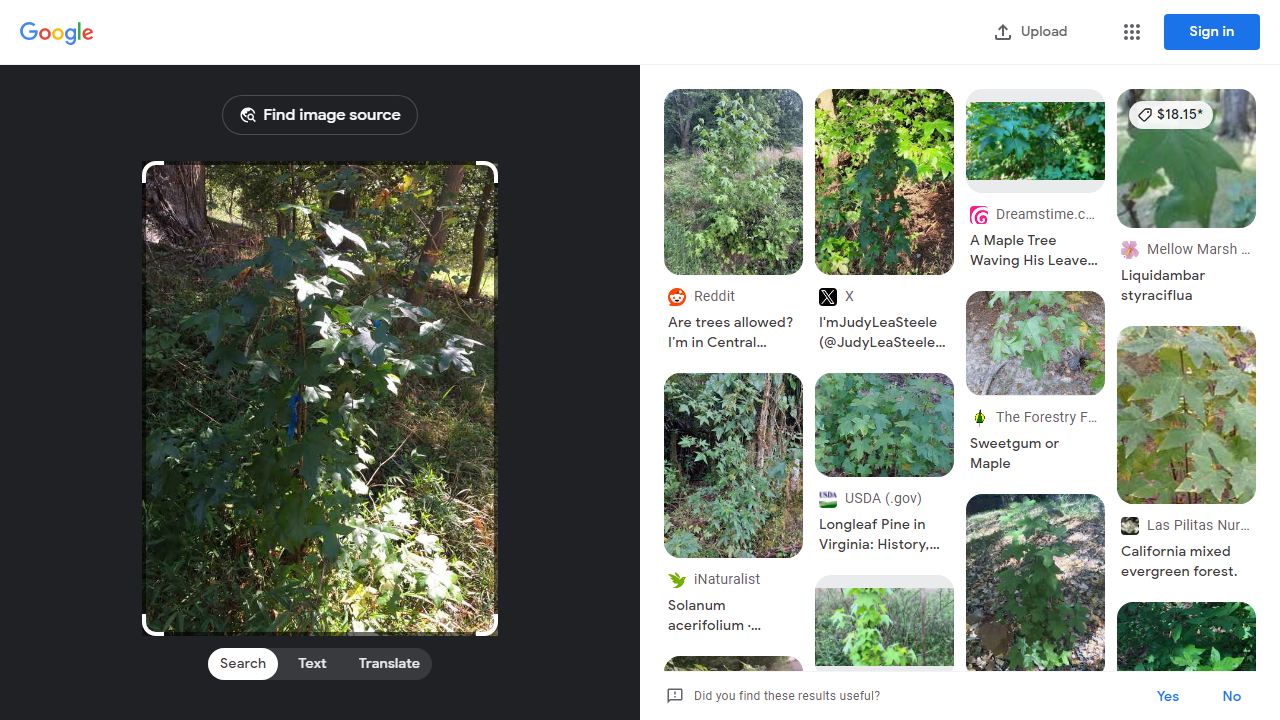 Google
Upload
Sign in
Find image source
Search
Text
Translate
Reddit
Are trees allowed?
I'm in Central...
X
I'mJudyLeaSteele
(@JudyLeaSteele...
Dreamstime.c...
A Maple Tree
Waving His Leave...
$18.15*
Mellow Marsh ...
Liquidambar
styraciflua
iNaturalist
Solanum
acerifolium ·...
USDA
USDA (.gov)
Longleaf Pine in
Virginia: History,...
The Forestry F...
Sweetgum or
Maple
Las Pilitas Nur...
California mixed
evergreen forest.
Did you find these results useful?
Yes
No